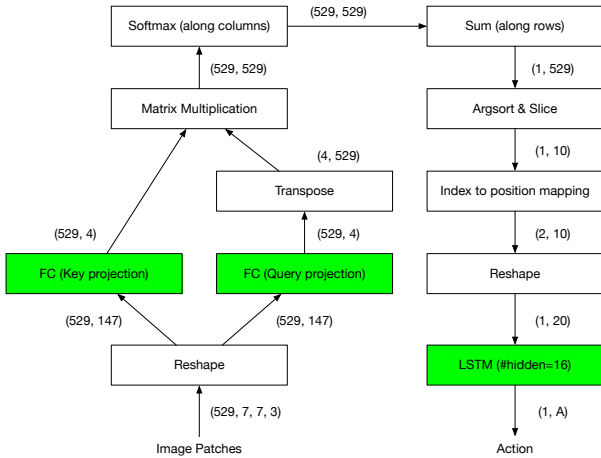 Softmax (along columns)
(529, 529)
Sum (along rows)
(529, 529)
(1, 529)
Matrix Multiplication
Argsort & Slice
(4, 529)
(1, 10)
Transpose
Index to position mapping
(529, 4)
(529, 4)
(2, 10)
FC (Key projection)
FC (Query projection)
Reshape
(529, 147)
(529, 147)
(1, 20)
Reshape
LSTM (#hidden=16)
(529, 7, 7, 3)
(1, A)
Image Patches
Action